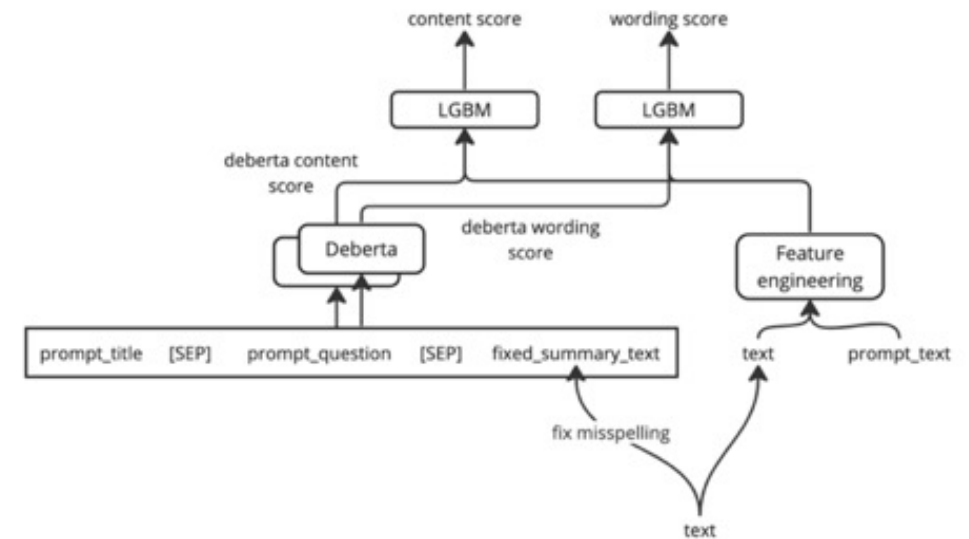 content score
wording score
LGBM
LGBM
deberta content
score
deberta wording
score
Deberta
Feature
engineering
prompt_title [SEP] prompt_question [SEP] fixed_summary_text
text
prompt_text
fix misspelling
text